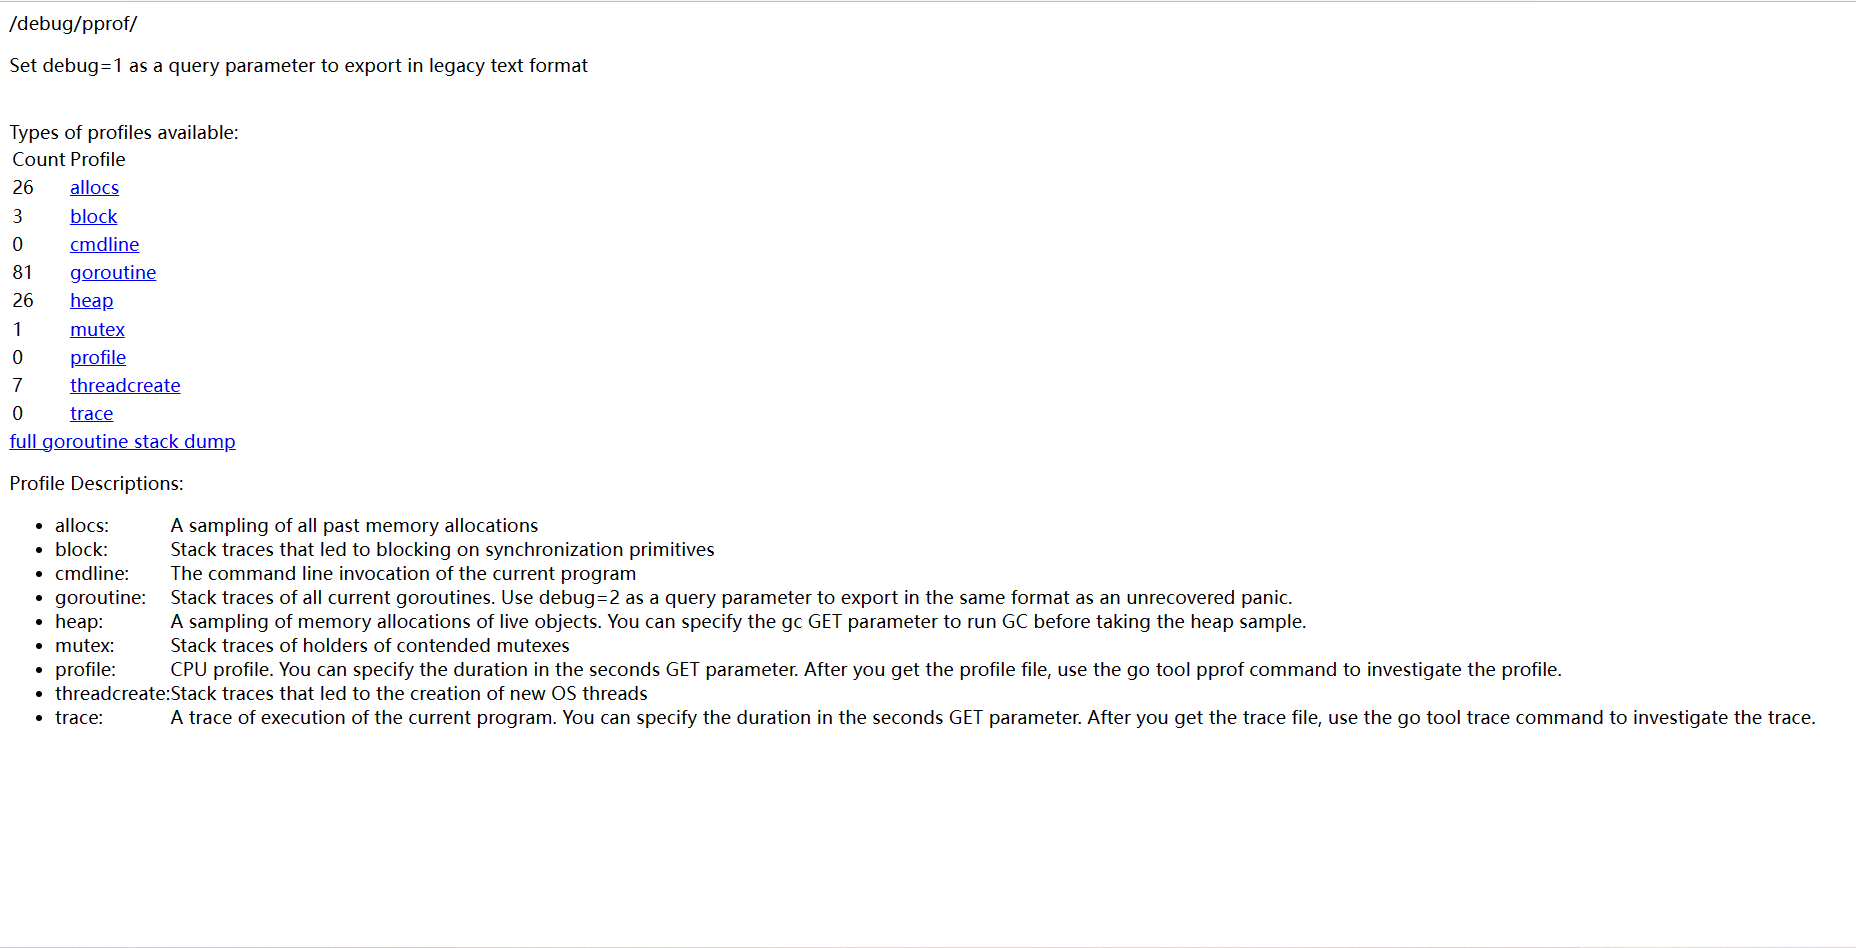 /debug/pprof/
Set debug=1 as a query parameter to export in legacy text format
Types of profiles available:
Count Profile
26 allocs
3 block
0 cmdline
81 goroutine
26 heap
1 mutex
0 profile
7 threadcreate
0 trace
full goroutine stack dump
Profile Descriptions:
• allocs: A sampling of all past memory allocations
• block: Stack traces that led to blocking on synchronization primitives
• cmdline: The command line invocation of the current program
• goroutine: Stack traces of all current goroutines. Use debug=2 as a query parameter to export in the same format as an unrecovered panic.
• heap: A sampling of memory allocations of live objects. You can specify the gc GET parameter to run GC before taking the heap sample.
• mutex: Stack traces of holders of contended mutexes
• profile: CPU profile. You can specify the duration in the seconds GET parameter. After you get the profile file, use the go tool pprof command to investigate the profile.
• threadcreate:Stack traces that led to the creation of new OS threads
• trace: A trace of execution of the current program. You can specify the duration in the seconds GET parameter. After you get the trace file, use the go tool trace command to investigate the trace.